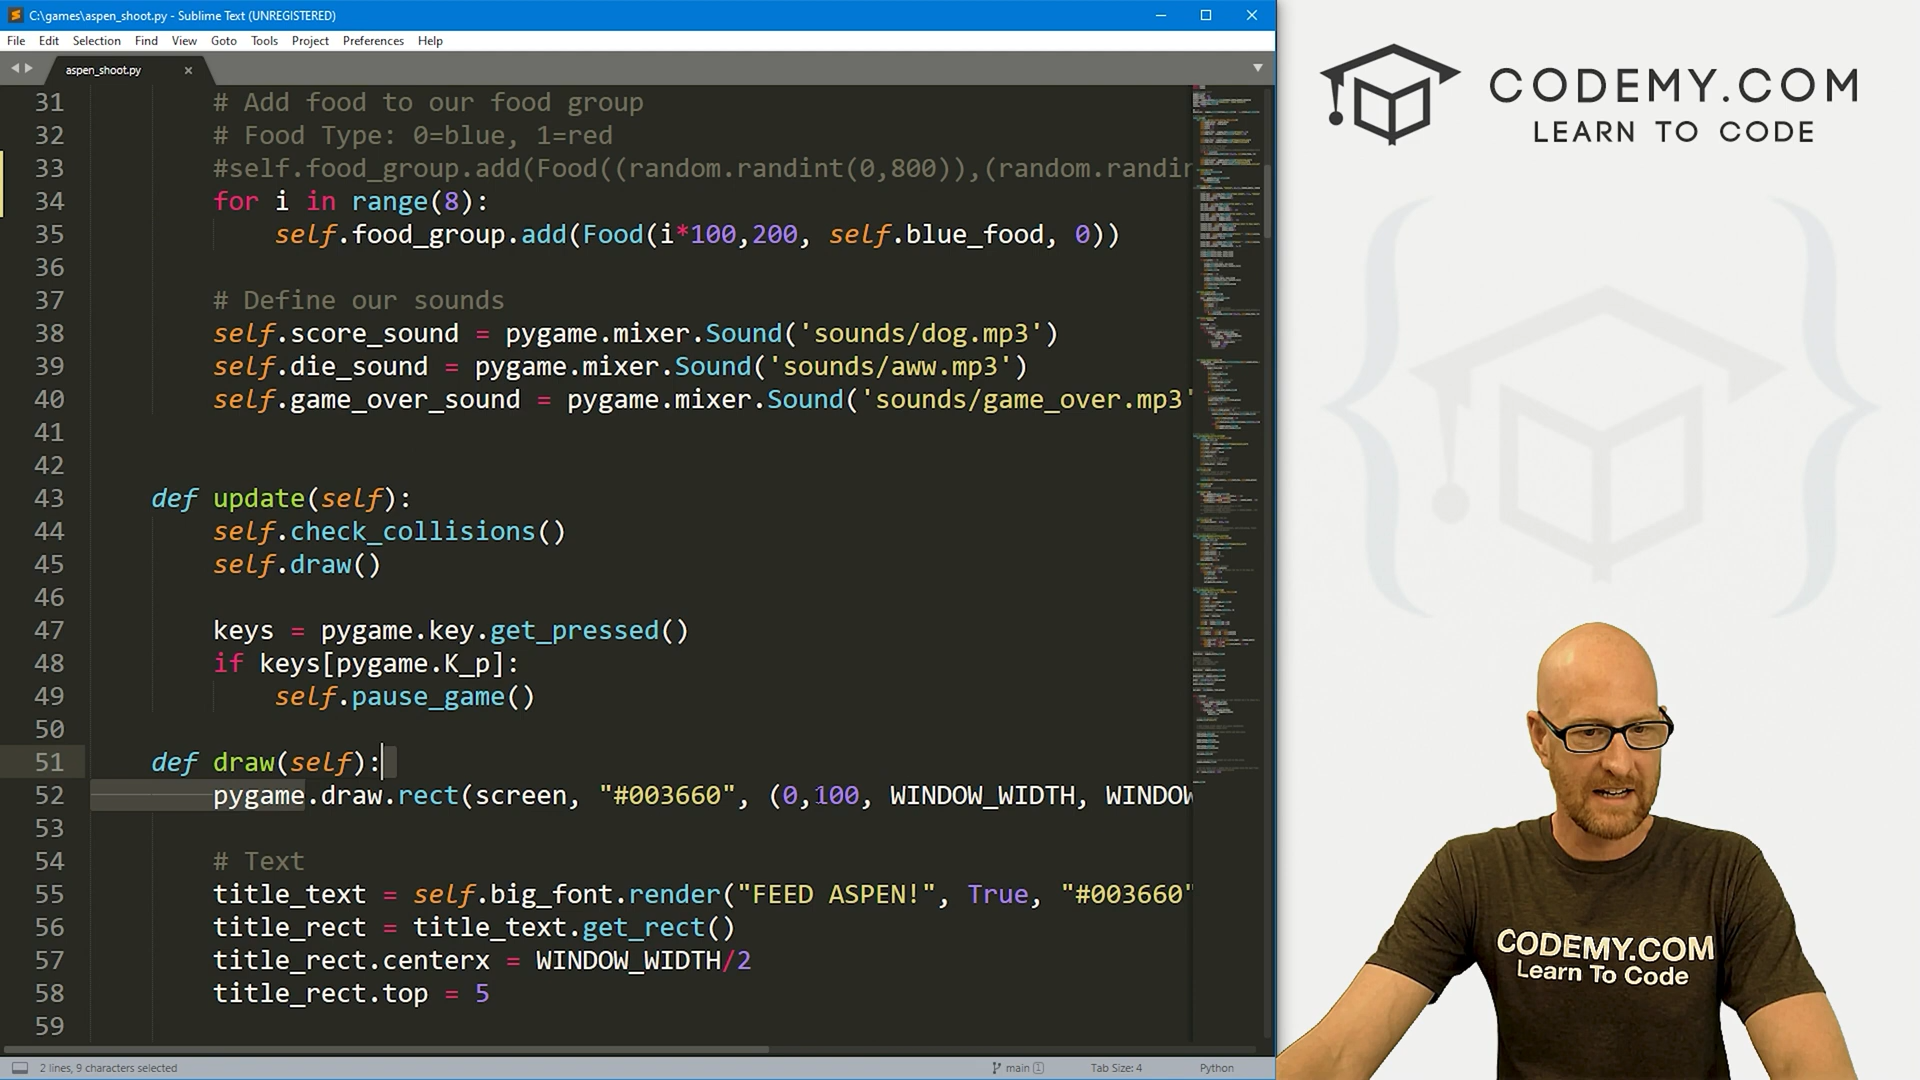 C:\games\aspen_shoot.py - Sublime Text (UNREGISTERED)
File Edit Selection Find View Goto Tools Project Preferences Help
aspen_shoot.py
31 # Add food to our food group
32 # Food Type: 0=blue, 1=red
33 #self.food_group.add(Food((random.randint(0,800)),(random.randin
34 for i in range(8):
35 self.food_group.add(Food(i*100,200, self.blue_food, 0))
36
37 # Define our sounds
38 self.score_sound = pygame.mixer.Sound('sounds/dog.mp3')
39 self.die_sound = pygame.mixer.Sound('sounds/aww.mp3')
40 self.game_over_sound = pygame.mixer.Sound('sounds/game_over.mp3'
41
42
43 def update(self):
44 self.check_collisions()
45 self.draw()
46
47 keys = pygame.key.get_pressed()
48 if keys[pygame.K_p]:
49 self.pause_game()
50
51 def draw(self):
52 pygame.draw.rect(screen, "#003660", (0,100, WINDOW_WIDTH, WINDOW
53
54 # Text
55 title_text = self.big_font.render("FEED ASPEN!", True, "#003660"
56 title_rect = title_text.get_rect()
57 title_rect.centerx = WINDOW_WIDTH/2
58 title_rect.top = 5
59
2 lines, 9 characters selected
main 1
Tab Size: 4
Python
CODEMY.COM
LEARN TO CODE
CODEMY.COM
Learn To Code